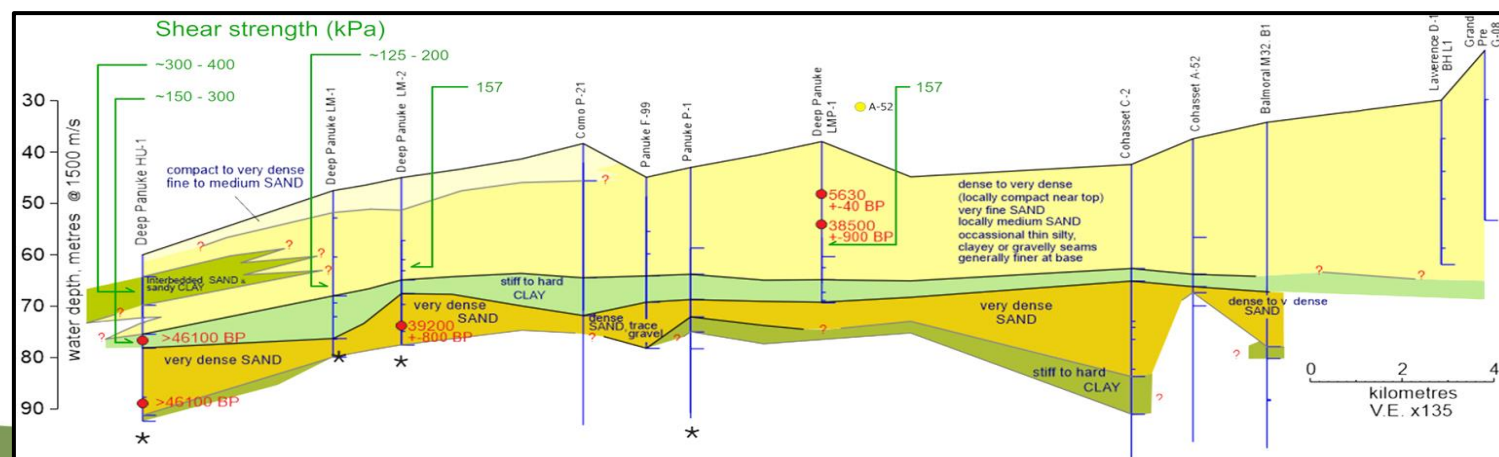 Shear strength (kPa)
~300 - 400
~150 - 300
~125 - 200
157
157
A-52
Deep Panuke HU-1
Deep Panuke LM-1
Deep Panuke LM-2
Como P-21
Panuke F-99
Panuke P-1
Deep Panuke
LMP-1
Cohasset C-2
Cohasset A-52
Balmoral M32, B1
Lawerence D-1
BH L1
Grand
Pre
G-08
water depth, metres @ 1500 m/s
30
40
50
60
70
80
90
compact to very dense
fine to medium SAND
?
?
?
?
?
?
?
Interbedded SAND &
sandy CLAY
>46100 BP
very dense SAND
>46100 BP
39200
+-800 BP
very dense
SAND
stiff to hard
CLAY
dense
SAND, trace
gravel
?
?
?
5630
+-40 BP
38500
+-900 BP
dense to very dense
(locally compact near top)
very fine SAND
locally medium SAND
occassional thin silty,
clayey or gravelly seams
generally finer at base
very dense
SAND
stiff to hard
CLAY
?
dense to v dense
SAND
?
?
?
*
*
*
*
0 2 4
kilometres
V.E. x135